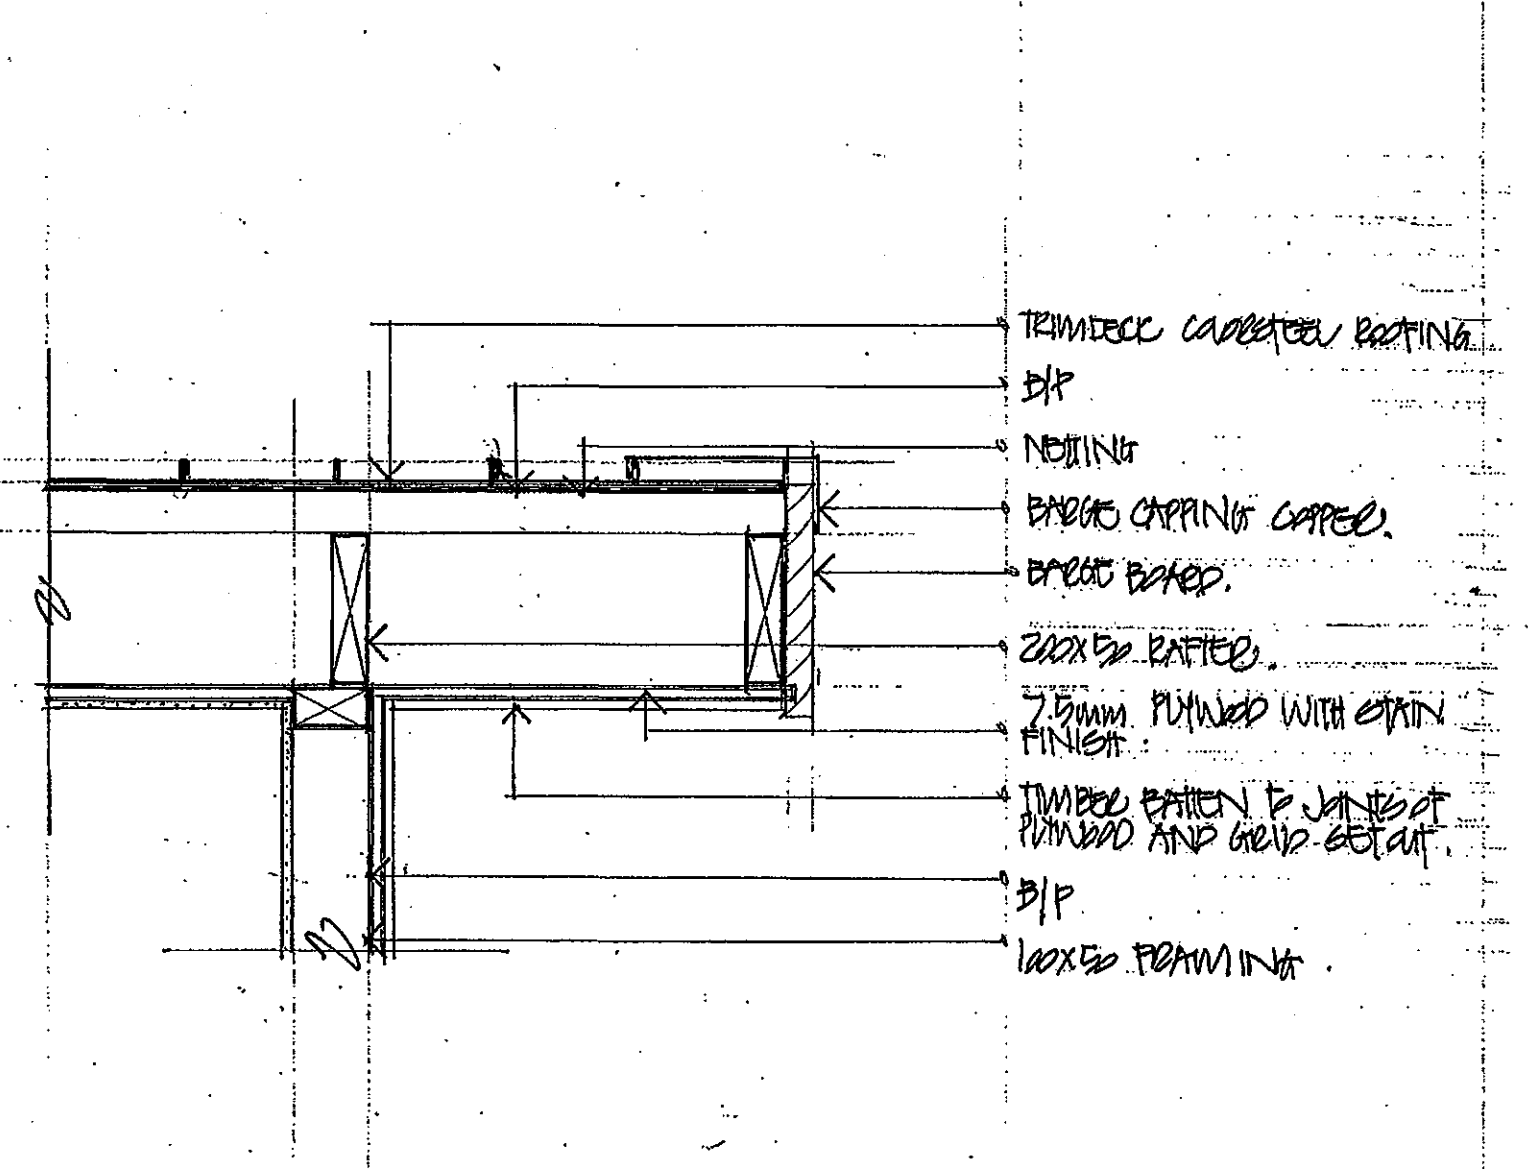 TRIMDECK COLORSTEEL ROOFING
B/P
NETTING
BARGE CAPPING COPPER.
BARGE BOARD.
200X50 RAFTER.
7.5mm PLYWOOD WITH STAIN
FINISH.
TIMBER BATTEN TO JOINTS OF
PLYWOOD AND GRID SET OUT.
B/P
100X50 FRAMING.